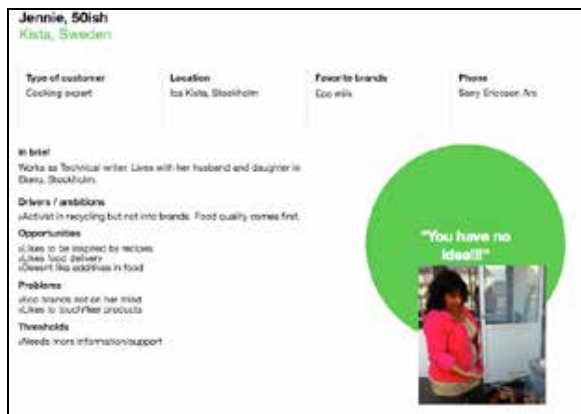 Jennie, 50ish
Kista, Sweden
Type of customer
Cooking expert
Location
Ica Kista, Stockholm
Favorite brands
Eco milk
Phone
Sony Ericsson Arc
In brief
Works as Technical writer. Lives with her husband and daughter in
Stockholm.
Drivers / ambitions
Activist in recycling but not into brands. Food quality comes first.
Opportunities
Likes to be inspired by recipes
Likes food delivery
Doesnt like additives in food
Problems
Eco brands not on her mind
Likes to touch/feel products
Thresholds
Needs more information/support
"You have no
idea!!!"